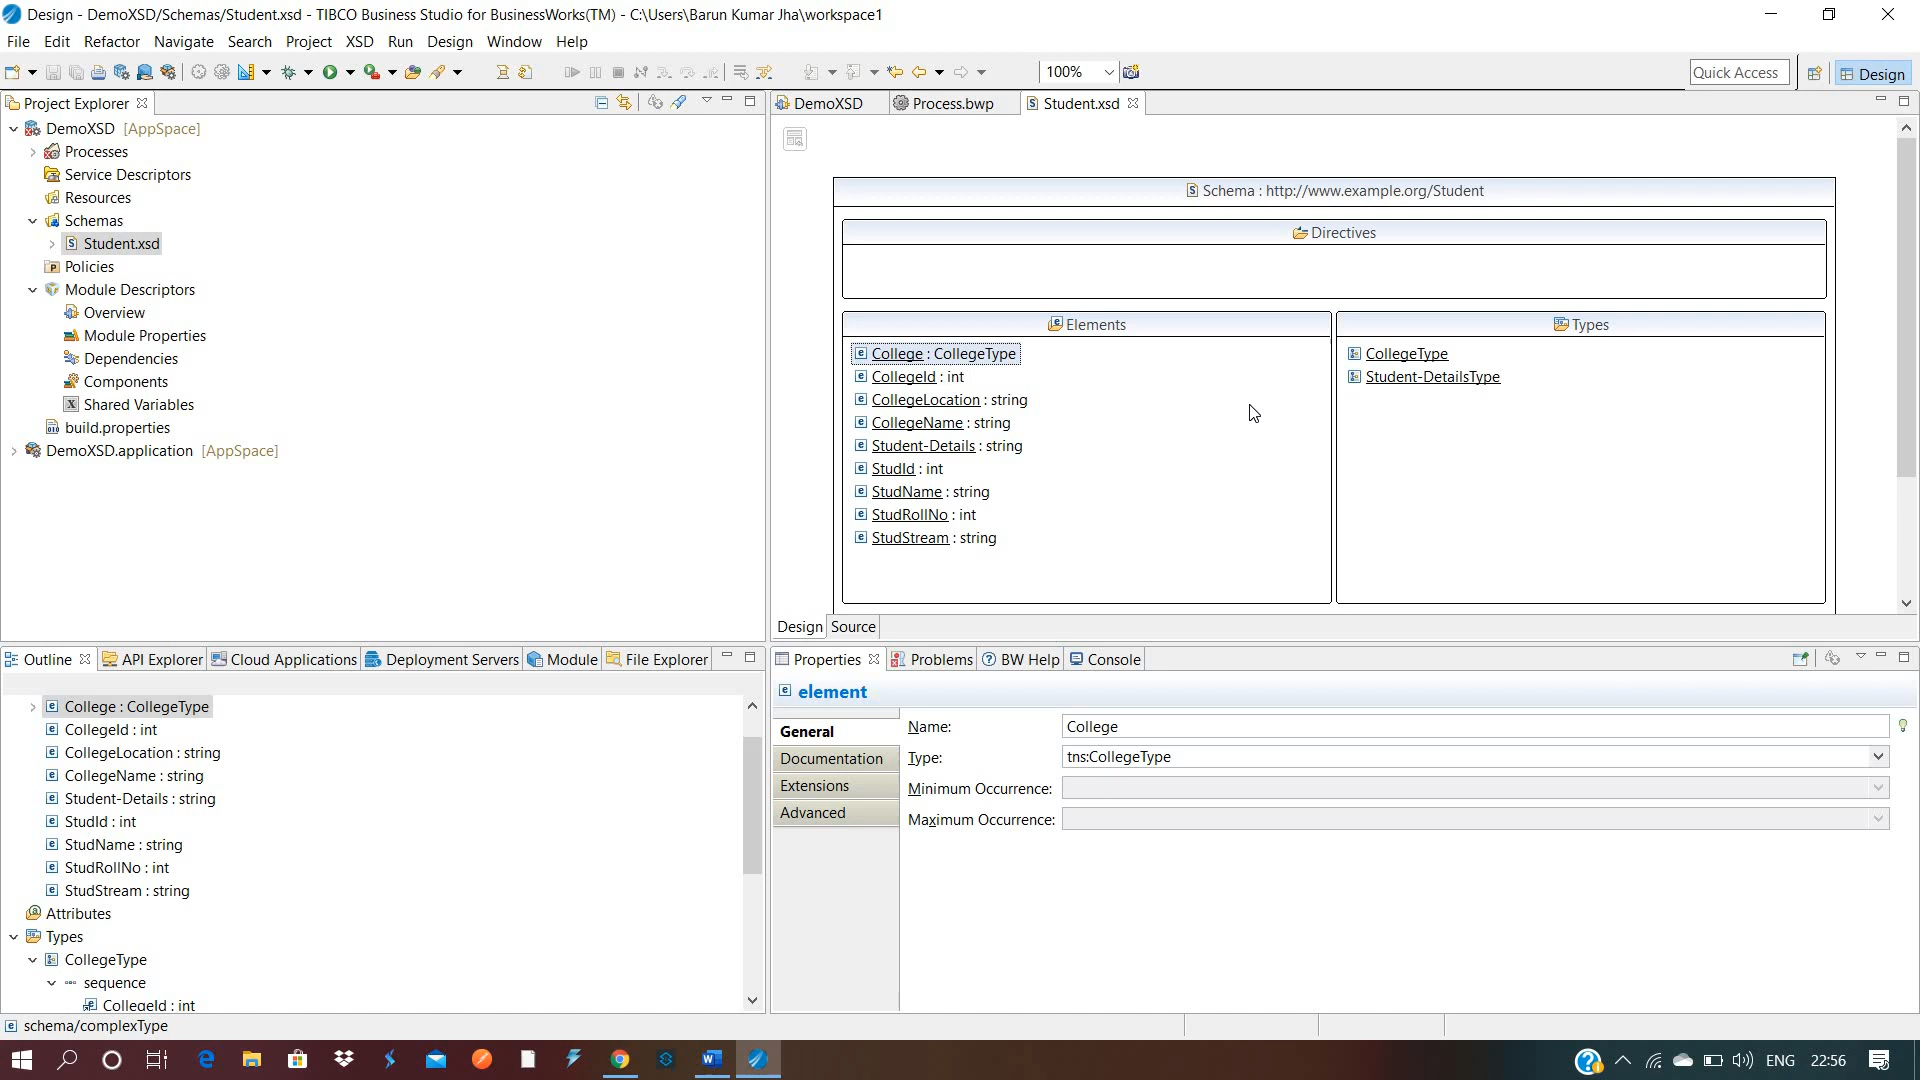 Design - DemoXSD/Schemas/Student.xsd - TIBCO Business Studio for BusinessWorks(TM) - C:\Users\Barun Kumar Jha\workspace1
File Edit Refactor Navigate Search Project XSD Run Design Window Help
100%
Quick Access
Design
Project Explorer
DemoXSD [AppSpace]
Processes
Service Descriptors
Resources
Schemas
Student.xsd
Policies
Module Descriptors
Overview
Module Properties
Dependencies
Components
Shared Variables
build.properties
DemoXSD.application [AppSpace]
DemoXSD Process.bwp Student.xsd
Schema : http://www.example.org/Student
Directives
Elements
College : CollegeType
CollegeId : int
CollegeLocation : string
CollegeName : string
Student-Details : string
StudId : int
StudName : string
StudRollNo : int
StudStream : string
Types
CollegeType
Student-DetailsType
Design Source
Outline API Explorer Cloud Applications Deployment Servers Module File Explorer
College : CollegeType
CollegeId : int
CollegeLocation : string
CollegeName : string
Student-Details : string
StudId : int
StudName : string
StudRollNo : int
StudStream : string
Attributes
Types
CollegeType
sequence
CollegeId : int
Properties Problems BW Help Console
element
General
Documentation
Extensions
Advanced
Name: College
Type: tns:CollegeType
Minimum Occurrence:
Maximum Occurrence:
schema/complexType
ENG 22:56